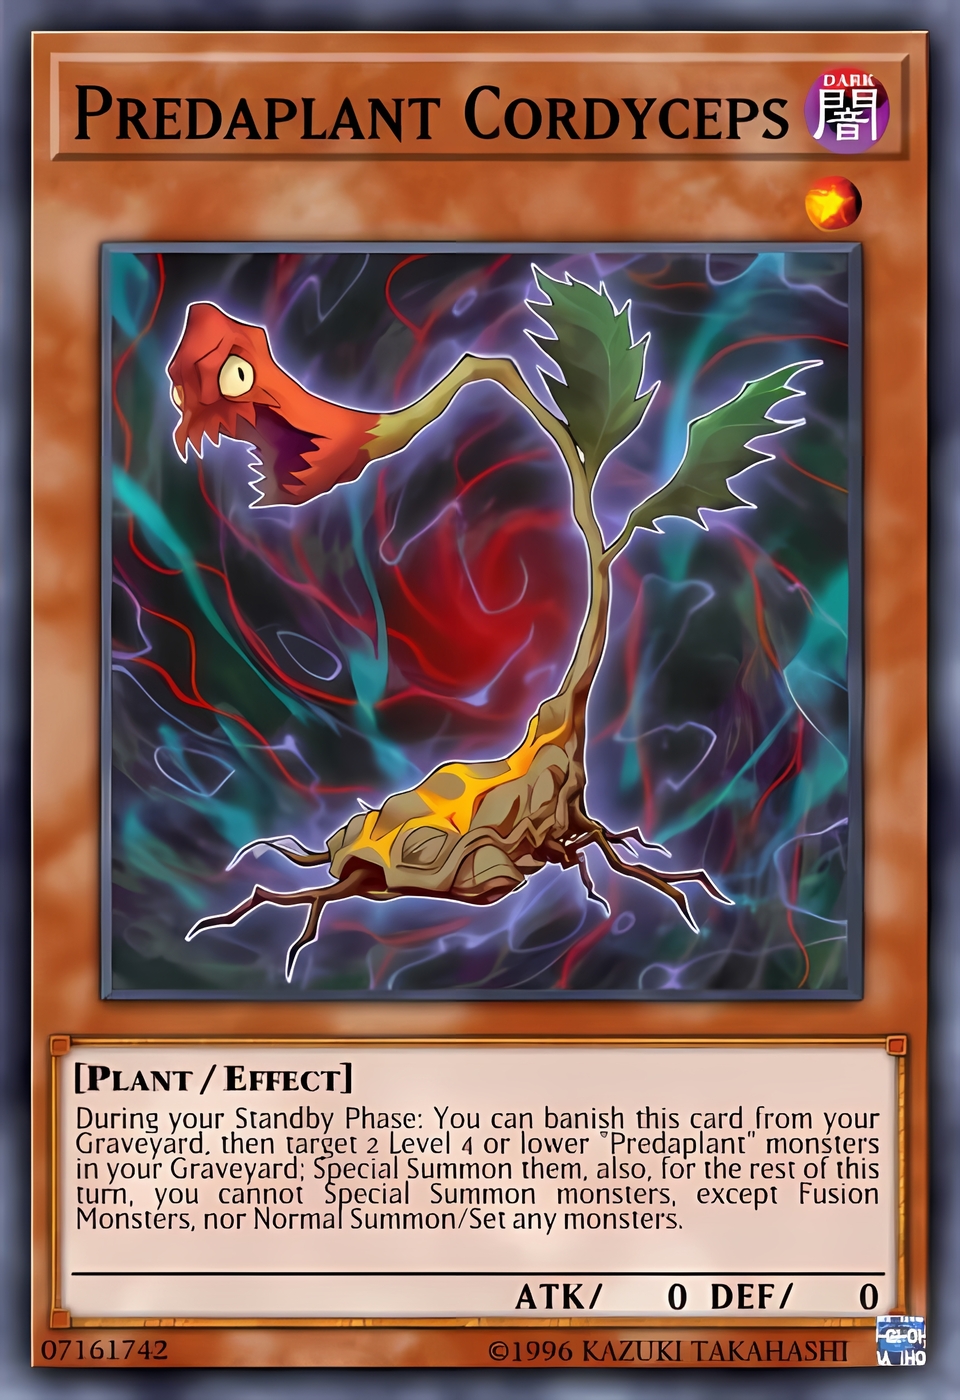 PREDAPLANT CORDYCEPS
DARK
闇
[PLANT / EFFECT]
During your Standby Phase: You can banish this card from your
Graveyard, then target 2 Level 4 or lower "Predaplant" monsters
in your Graveyard; Special Summon them, also, for the rest of this
turn, you cannot Special Summon monsters, except Fusion
Monsters, nor Normal Summon/Set any monsters.
ATK/ 0 DEF/ 0
07161742
©1996 KAZUKI TAKAHASHI